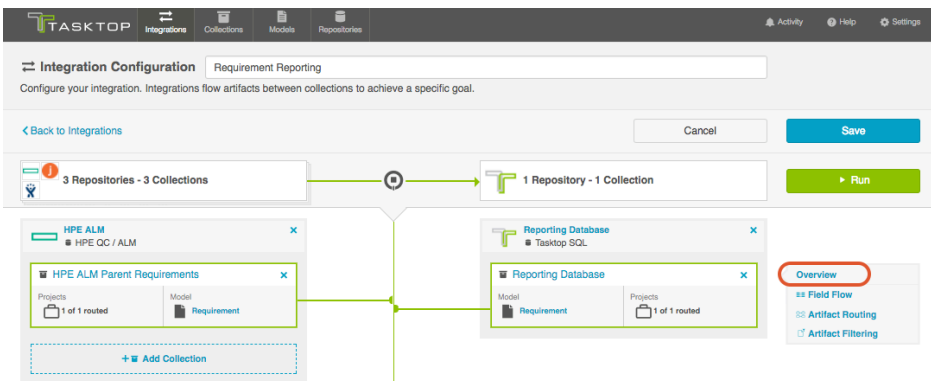 TASKTOP
Integrations
Collections
Models
Repositories
Activity
Help
Settings
Integration Configuration
Requirement Reporting
Configure your integration. Integrations flow artifacts between collections to achieve a specific goal.
Back to Integrations
Cancel
Save
j
3 Repositories - 3 Collections
1 Repository - 1 Collection
Run
HPE ALM
HPE QC / ALM
Reporting Database
Tasktop SQL
HPE ALM Parent Requirements
Reporting Database
Overview
Projects
Model
Model
Projects
Field Flow
1 of 1 routed
Requirement
Requirement
1 of 1 routed
Artifact Routing
Artifact Filtering
+ Add Collection